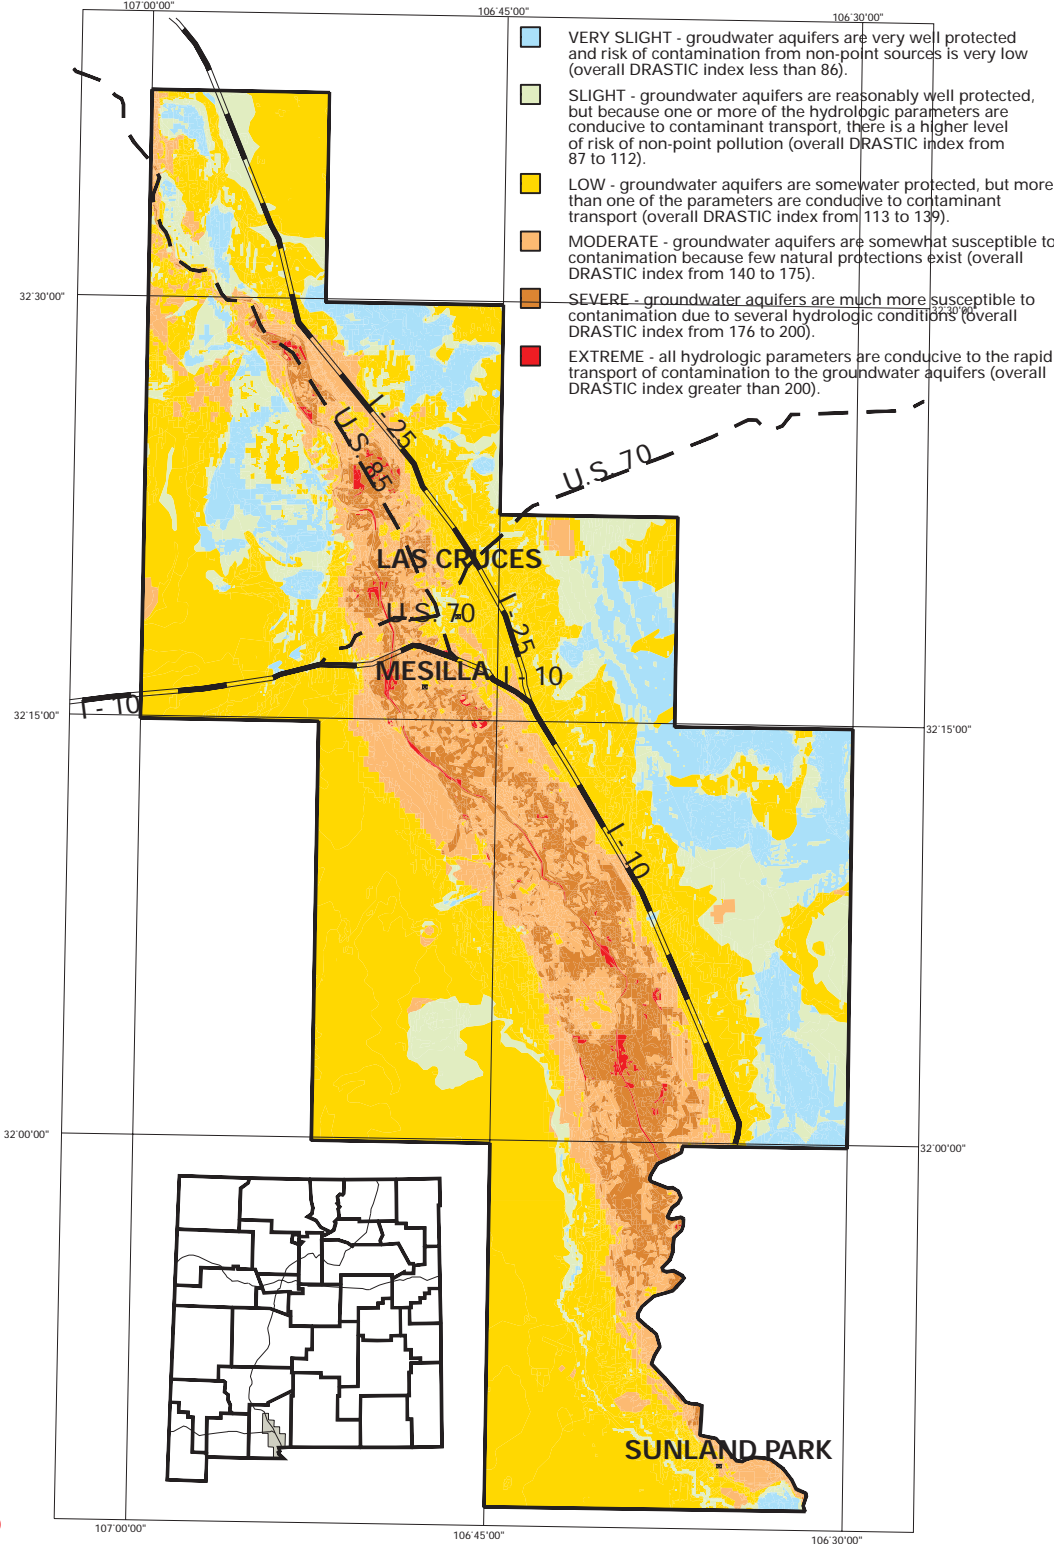 107°00'00"
106°45'00"
106°30'00"
VERY SLIGHT - groudwater aquifers are very well protected
and risk of contamination from non-point sources is very low
(overall DRASTIC index less than 86).
SLIGHT - groundwater aquifers are reasonably well protected,
but because one or more of the hydrologic parameters are
conducive to contaminant transport, there is a higher level
of risk of non-point pollution (overall DRASTIC index from
87 to 112).
LOW - groundwater aquifers are somewater protected, but more
than one of the parameters are conducive to contaminant
transport (overall DRASTIC index from 113 to 139).
MODERATE - groundwater aquifers are somewhat susceptible to
contanimation because few natural protections exist (overall
DRASTIC index from 140 to 175).
SEVERE - groundwater aquifers are much more susceptible to
contanimation due to several hydrologic conditions (overall
DRASTIC index from 176 to 200).
EXTREME - all hydrologic parameters are conducive to the rapid
transport of contamination to the groundwater aquifers (overall
DRASTIC index greater than 200).
32°30'00"
32°30'00"
I - 25
U.S. 85
U.S. 70
LAS CRUCES
U.S. 70
I - 25
MESILLA
I - 10
I - 10
32°15'00"
32°15'00"
I - 10
32°00'00"
32°00'00"
SUNLAND PARK
107°00'00"
106°45'00"
106°30'00"